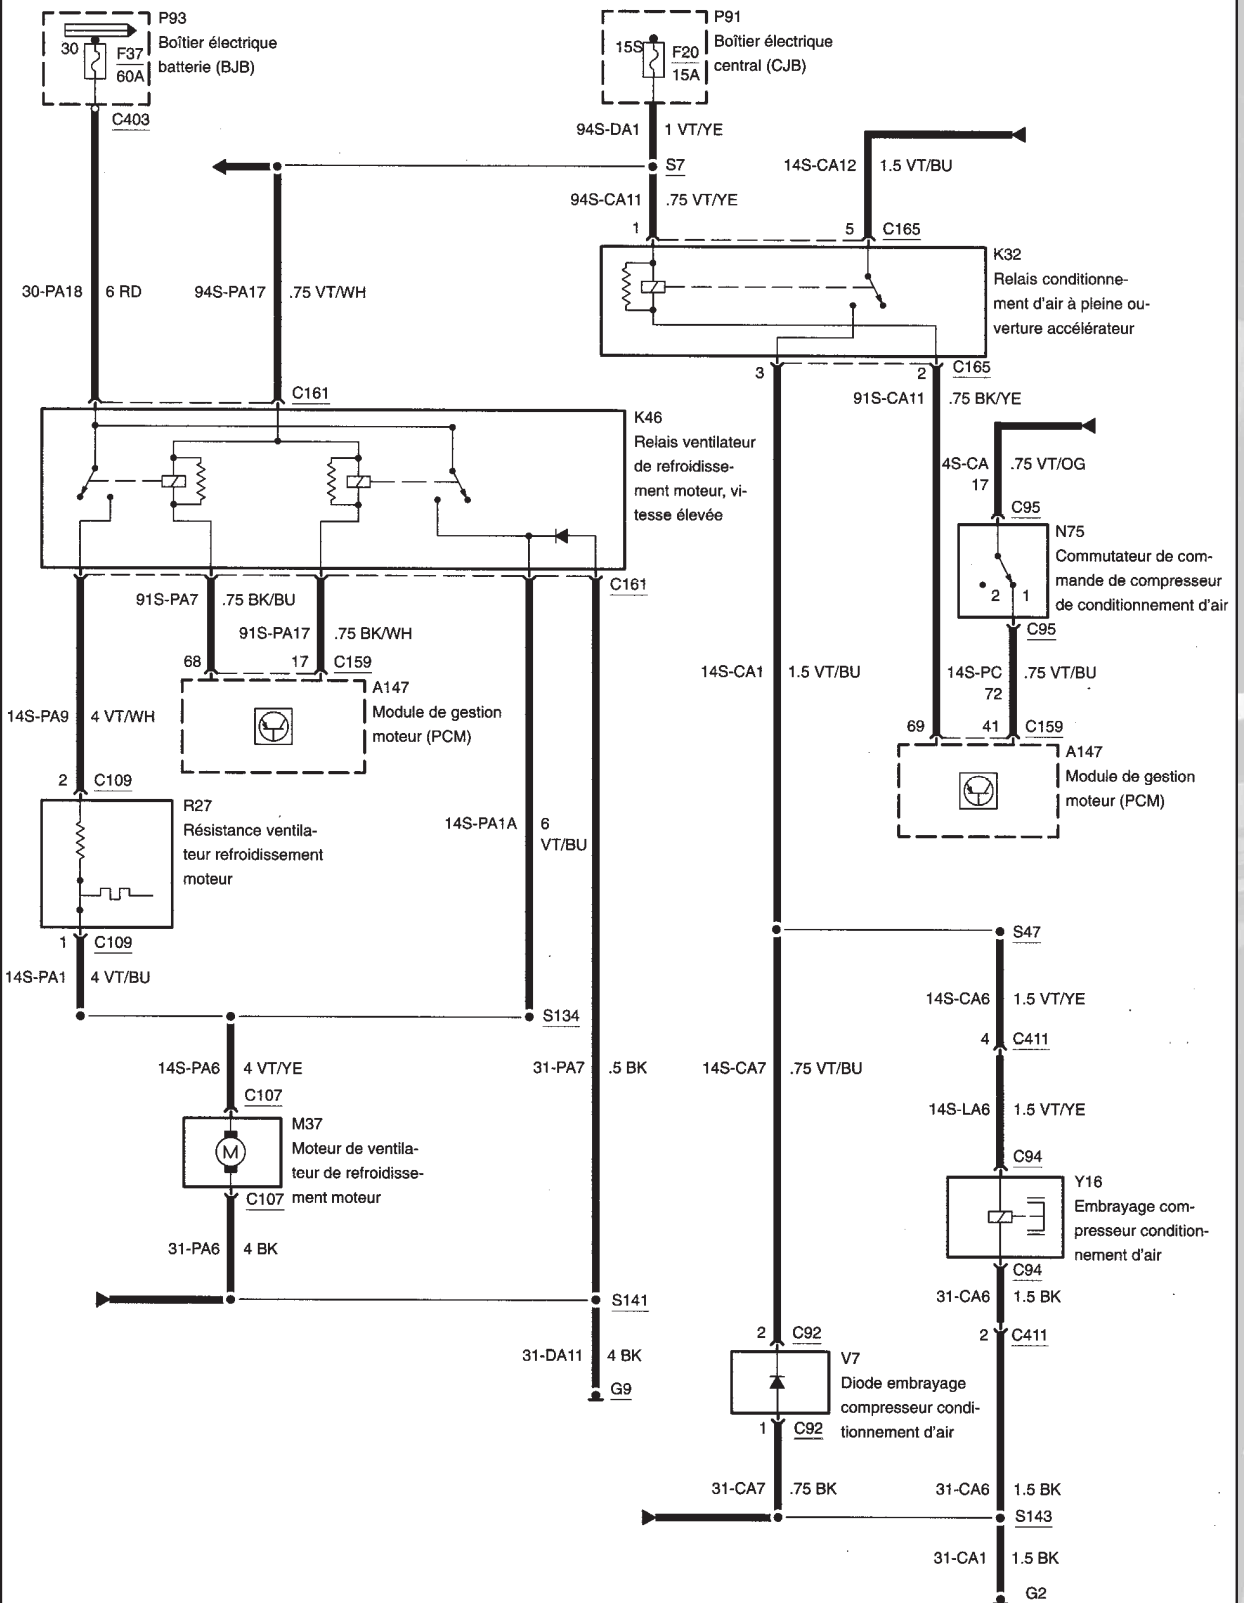 P93
Boîtier électrique
batterie (BJB)
30
F37
60A
C403
P91
Boîtier électrique
central (CJB)
15S
F20
15A
94S-DA1
1 VT/YE
S7
14S-CA12
1.5 VT/BU
94S-CA11
.75 VT/YE
1
5
C165
K32
Relais conditionne-
ment d'air à pleine ou-
verture accélérateur
30-PA18
6 RD
94S-PA17
.75 VT/WH
3
2
C165
C161
91S-CA11
.75 BK/YE
K46
Relais ventilateur
de refroidisse-
ment moteur, vi-
tesse élevée
4S-CA
17
.75 VT/OG
C95
N75
Commutateur de com-
mande de compresseur
de conditionnement d'air
2
1
C161
91S-PA7
.75 BK/BU
91S-PA17
.75 BK/WH
C95
68
17
C159
14S-CA1
1.5 VT/BU
14S-PC
72
.75 VT/BU
A147
Module de gestion
moteur (PCM)
14S-PA9
4 VT/WH
69
41
C159
A147
Module de gestion
moteur (PCM)
2
C109
R27
Résistance ventila-
teur refroidissement
moteur
14S-PA1A
6
VT/BU
1
C109
S47
14S-PA1
4 VT/BU
14S-CA6
1.5 VT/YE
S134
4
C411
14S-PA6
4 VT/YE
31-PA7
.5 BK
14S-CA7
.75 VT/BU
C107
14S-LA6
1.5 VT/YE
M37
Moteur de ventila-
teur de refroidisse-
ment moteur
M
C94
Y16
Embrayage com-
presseur condition-
nement d'air
C107
31-PA6
4 BK
C94
31-CA6
1.5 BK
S141
2
C92
2
C411
31-DA11
4 BK
V7
Diode embrayage
compresseur condi-
tionnement d'air
G9
1
C92
31-CA7
.75 BK
31-CA6
1.5 BK
S143
31-CA1
1.5 BK
G2